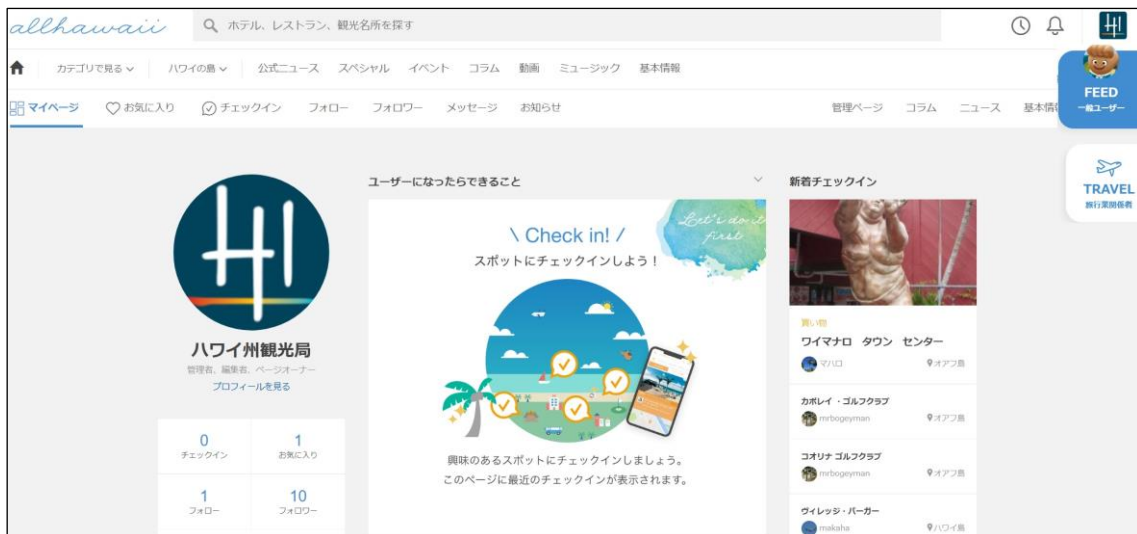 allhawaii
ホテル、レストラン、観光名所を探す
カテゴリで見る
ハワイの島
公式ニュース
スペシャル
イベント
コラム
動画
ミュージック
基本情報
マイページ
お気に入り
チェックイン
フォロー
フォロワー
メッセージ
お知らせ
管理ページ
コラム
ニュース
FEED
一般ユーザー
TRAVEL
旅行業関係者
HI
ハワイ州観光局
管理者、編集者、ページオーナー
プロフィールを見る
0
チェックイン
1
お気に入り
1
フォロー
10
フォロワー
ユーザーになったらできること
Let's do it
first
\ Check in! /
スポットにチェックインしよう！
興味のあるスポットにチェックインしましょう。
このページに最近のチェックインが表示されます。
新着チェックイン
買い物
ワイマナロ タウン センター
マハロ
オアフ島
カポレイ・ゴルフクラブ
mrbogeyman
オアフ島
コオリナ ゴルフクラブ
mrbogeyman
オアフ島
ヴィレッジ・バーガー
makaha
ハワイ島